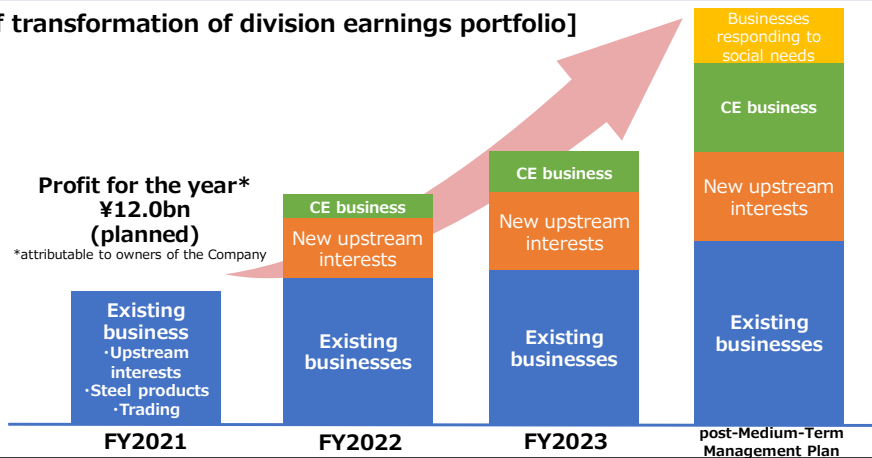 f transformation of division earnings portfolio]
Businesses
responding to
social needs
CE business
New upstream
interests
Existing
businesses
CE business
New upstream
interests
Existing
businesses
CE business
New upstream
interests
Existing
businesses
Profit for the year*
¥12.0bn
(planned)
*attributable to owners of the Company
Existing
business
・Upstream
interests
・Steel products
・Trading
FY2021
FY2022
FY2023
post-Medium-Term
Management Plan